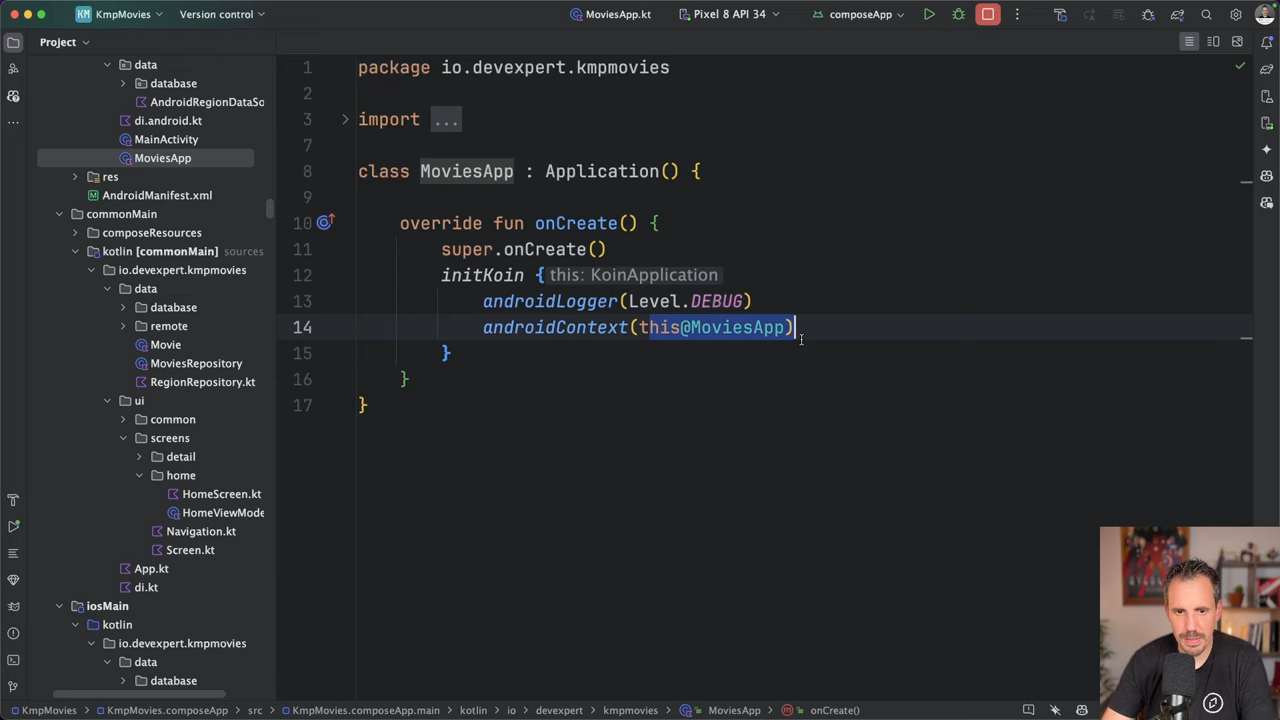 KM KmpMovies Version control MoviesApp.kt Pixel 8 API 34 composeApp
Project
data
database
AndroidRegionDataSo
di.android.kt
MainActivity
MoviesApp
res
AndroidManifest.xml
commonMain
composeResources
kotlin [commonMain] sources
io.devexpert.kmpmovies
data
database
remote
Movie
MoviesRepository
RegionRepository.kt
ui
common
screens
detail
home
HomeScreen.kt
HomeViewMode
Navigation.kt
Screen.kt
App.kt
di.kt
iosMain
kotlin
io.devexpert.kmpmovies
data
database
1 package io.devexpert.kmpmovies
2
3 import ...
7
8 class MoviesApp : Application() {
9
10 override fun onCreate() {
11 super.onCreate()
12 initKoin { this: KoinApplication
13 androidLogger(Level.DEBUG)
14 androidContext(this@MoviesApp)
15 }
16 }
17 }
KmpMovies KmpMovies.composeApp src KmpMovies.composeApp.main kotlin io devexpert kmpmovies MoviesApp onCreate()